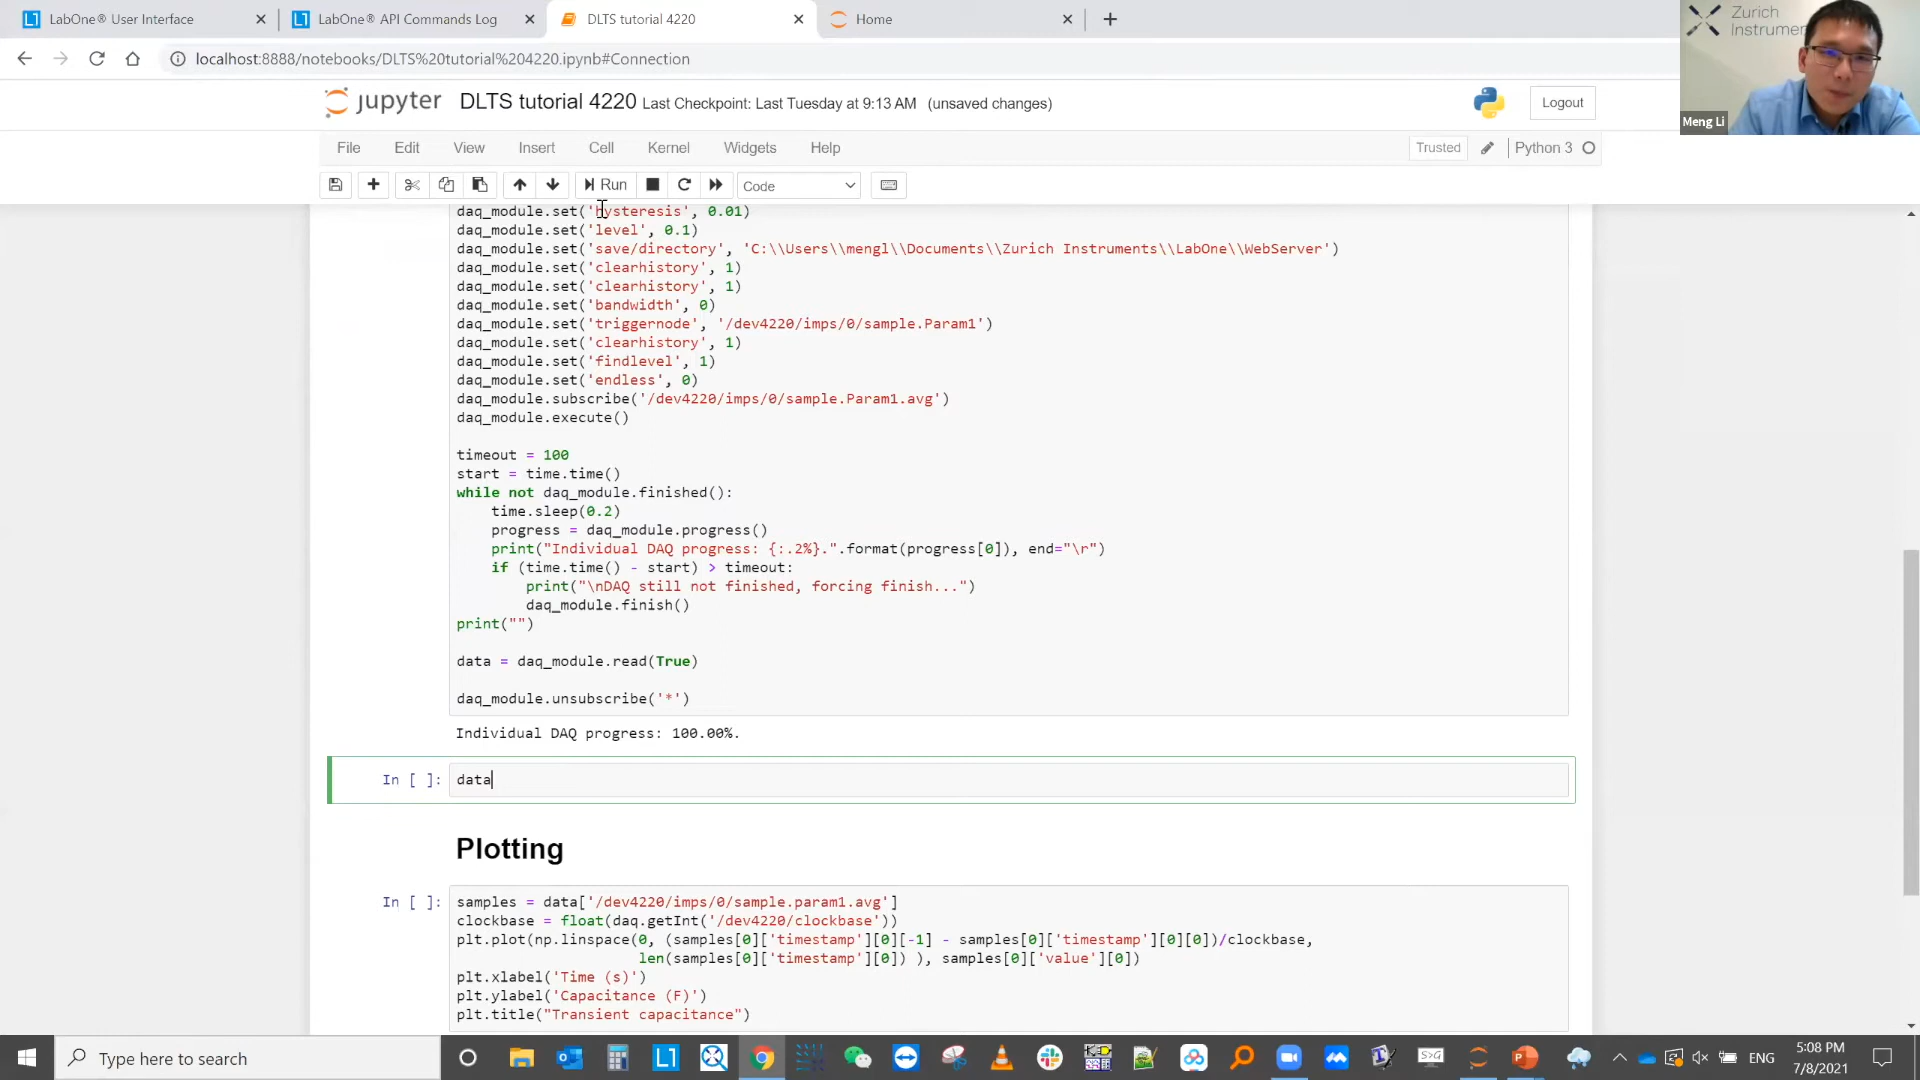 LabOne® User Interface
LabOne® API Commands Log
DLTS tutorial 4220
Home
localhost:8888/notebooks/DLTS%20tutorial%204220.ipynb#Connection
Zurich
Instrum
Meng Li
jupyter DLTS tutorial 4220 Last Checkpoint: Last Tuesday at 9:13 AM (unsaved changes)
Logout
File Edit View Insert Cell Kernel Widgets Help
Trusted
Python 3
Run
Code
daq_module.set('hysteresis', 0.01)
daq_module.set('level', 0.1)
daq_module.set('save/directory', 'C:\\Users\\mengl\\Documents\\Zurich Instruments\\LabOne\\WebServer')
daq_module.set('clearhistory', 1)
daq_module.set('clearhistory', 1)
daq_module.set('bandwidth', 0)
daq_module.set('triggernode', '/dev4220/imps/0/sample.Param1')
daq_module.set('clearhistory', 1)
daq_module.set('findlevel', 1)
daq_module.set('endless', 0)
daq_module.subscribe('/dev4220/imps/0/sample.Param1.avg')
daq_module.execute()
timeout = 100
start = time.time()
while not daq_module.finished():
time.sleep(0.2)
progress = daq_module.progress()
print("Individual DAQ progress: {:.2%}.".format(progress[0]), end="\r")
if (time.time() - start) > timeout:
print("\nDAQ still not finished, forcing finish...")
daq_module.finish()
print("")
data = daq_module.read(True)
daq_module.unsubscribe('*')
Individual DAQ progress: 100.00%.
In [ ]: data
Plotting
In [ ]: samples = data['/dev4220/imps/0/sample.param1.avg']
clockbase = float(daq.getInt('/dev4220/clockbase'))
plt.plot(np.linspace(0, (samples[0]['timestamp'][0][-1] - samples[0]['timestamp'][0][0])/clockbase,
len(samples[0]['timestamp'][0]) ), samples[0]['value'][0])
plt.xlabel('Time (s)')
plt.ylabel('Capacitance (F)')
plt.title("Transient capacitance")
Type here to search
S>G
ENG
5:08 PM
7/8/2021